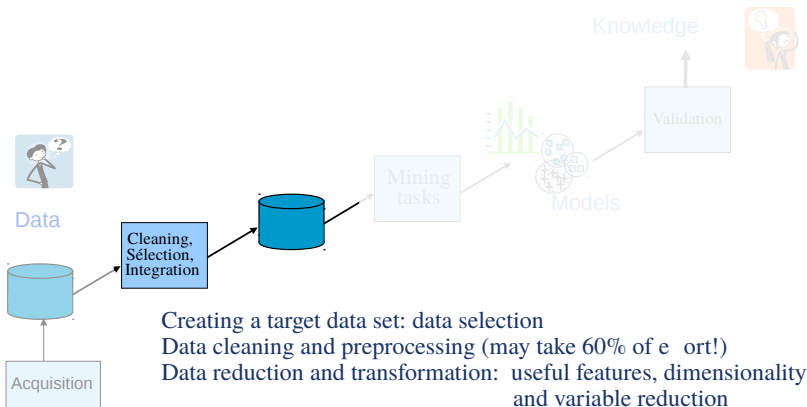 Knowledge
Validation
?
Mining
tasks
Models
Data
Cleaning,
Sélection,
Integration
Acquisition
Creating a target data set: data selection
Data cleaning and preprocessing (may take 60% of e ort!)
Data reduction and transformation: useful features, dimensionality
and variable reduction